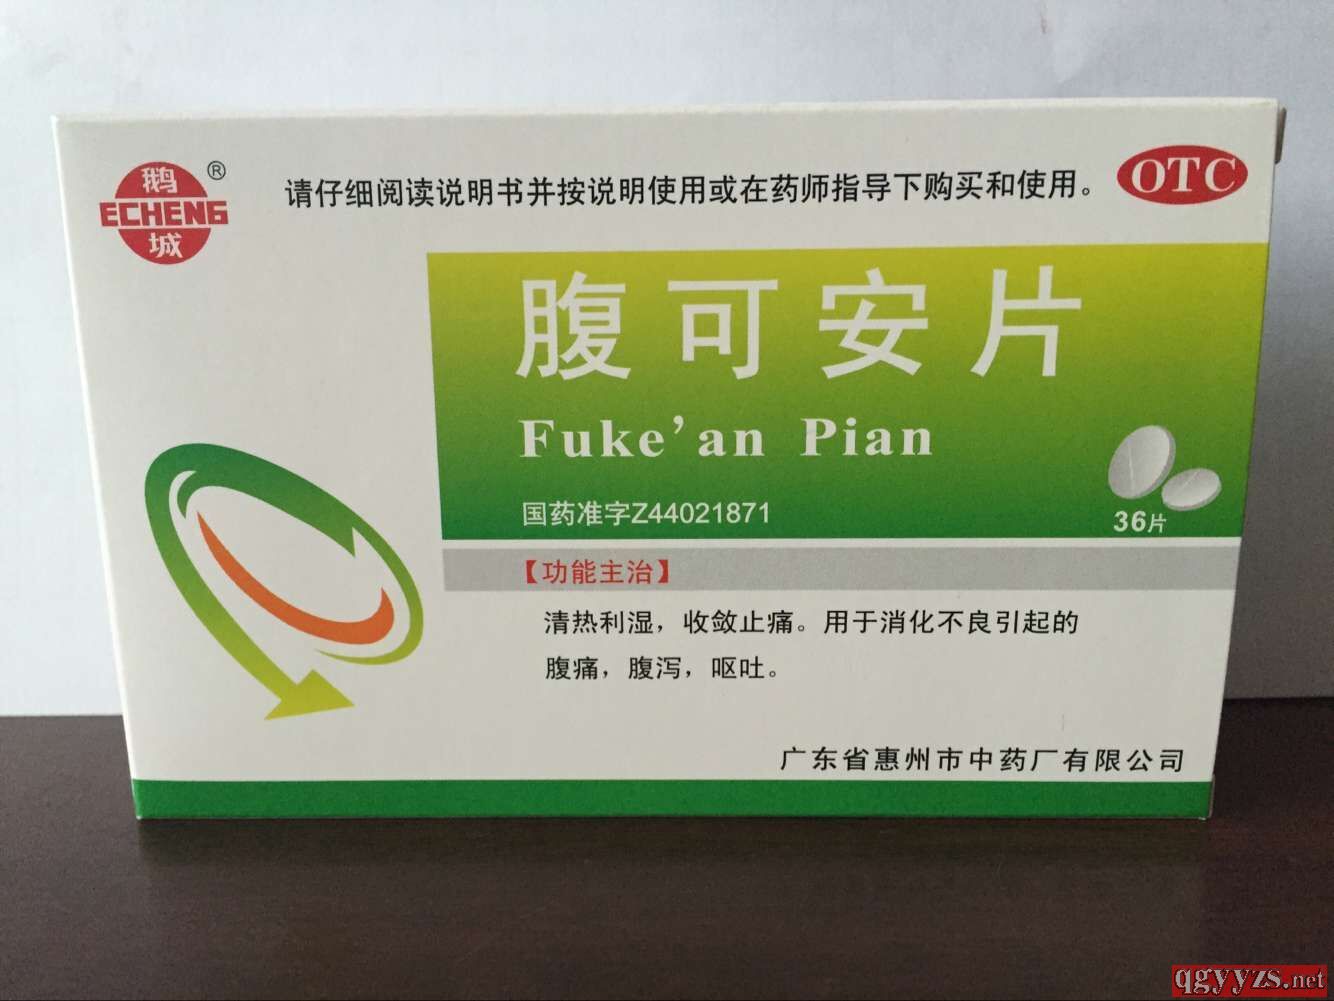 鹅
ECHENG
城
®
请仔细阅读说明书并按说明使用或在药师指导下购买和使用。
OTC
腹可安片
Fuke'an Pian
国药准字Z44021871
36片
【功能主治】
清热利湿，收敛止痛。用于消化不良引起的
腹痛，腹泻，呕吐。
广东省惠州市中药厂有限公司
qgyyzs.net